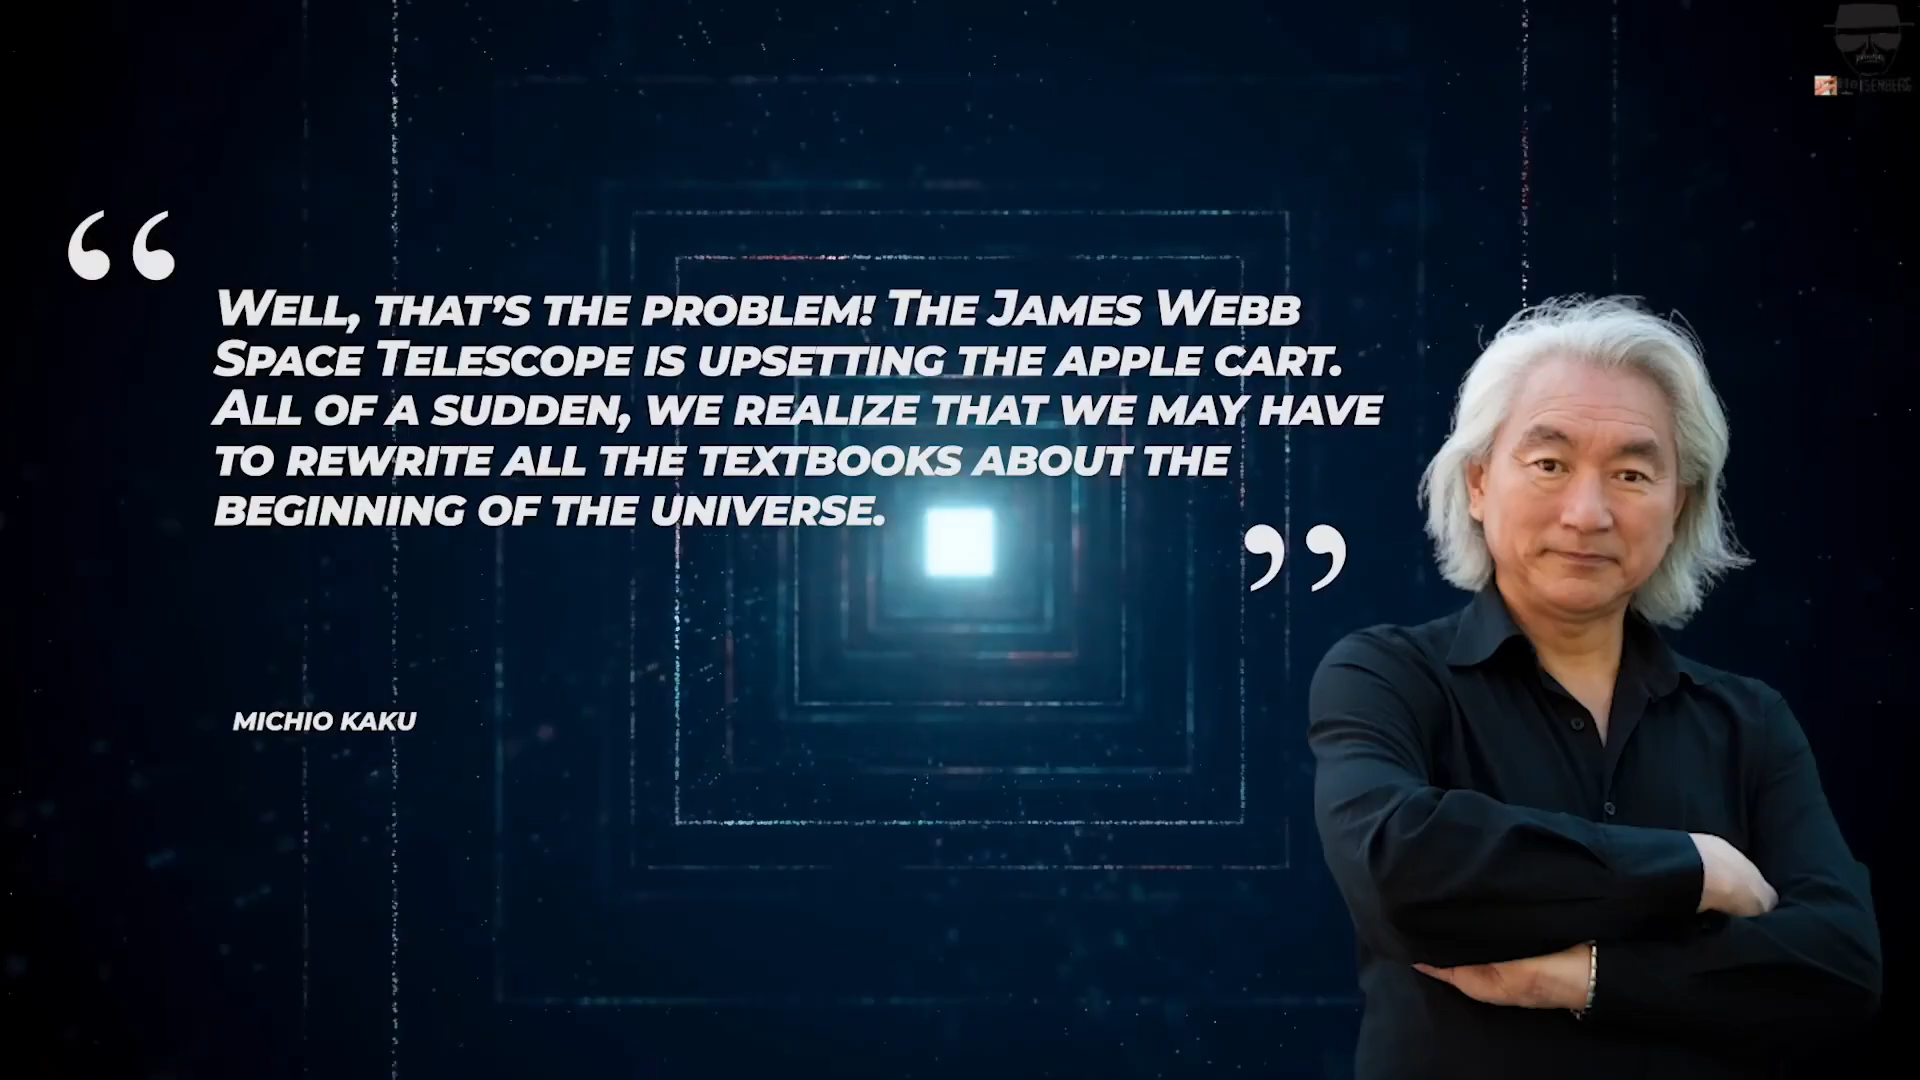 “
WELL, THAT’S THE PROBLEM! THE JAMES WEBB
SPACE TELESCOPE IS UPSETTING THE APPLE CART.
ALL OF A SUDDEN, WE REALIZE THAT WE MAY HAVE
TO REWRITE ALL THE TEXTBOOKS ABOUT THE
BEGINNING OF THE UNIVERSE.
”
MICHIO KAKU